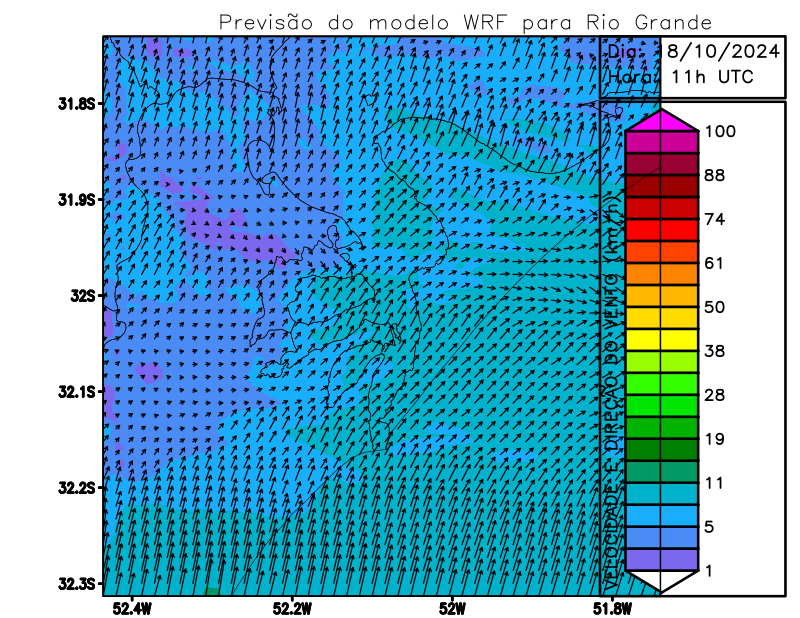 Previsão do modelo WRF para Rio Grande
Dia: 8/10/2024
Hora: 11h UTC
31.8S
31.9S
32S
32.1S
32.2S
32.3S
52.4W
52.2W
52W
51.8W
VELOCIDADE E DIREÇÃO DO VENTO (km/h)
100
88
74
61
50
38
28
19
11
5
1